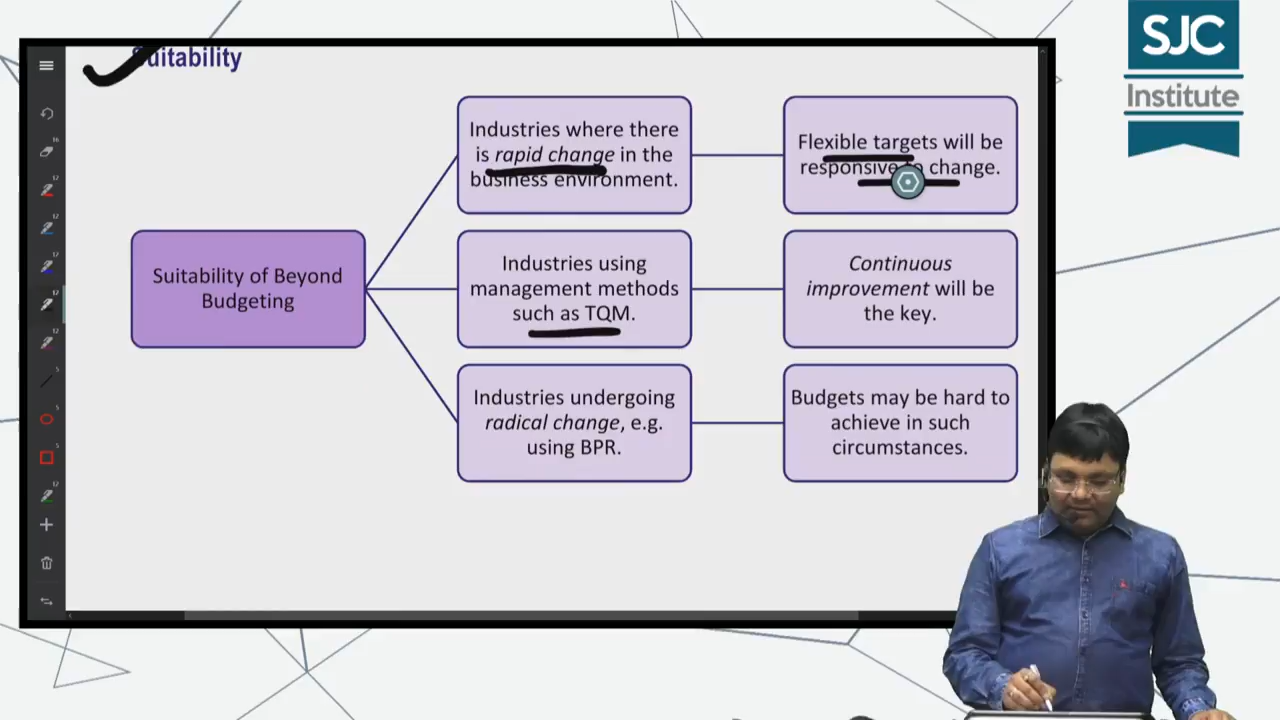 Suitability
SJC
Institute
Industries where there
is rapid change in the
business environment.
Flexible targets will be
responsive to change.
Suitability of Beyond
Budgeting
Industries using
management methods
such as TQM.
Continuous
improvement will be
the key.
Industries undergoing
radical change, e.g.
using BPR.
Budgets may be hard to
achieve in such
circumstances.